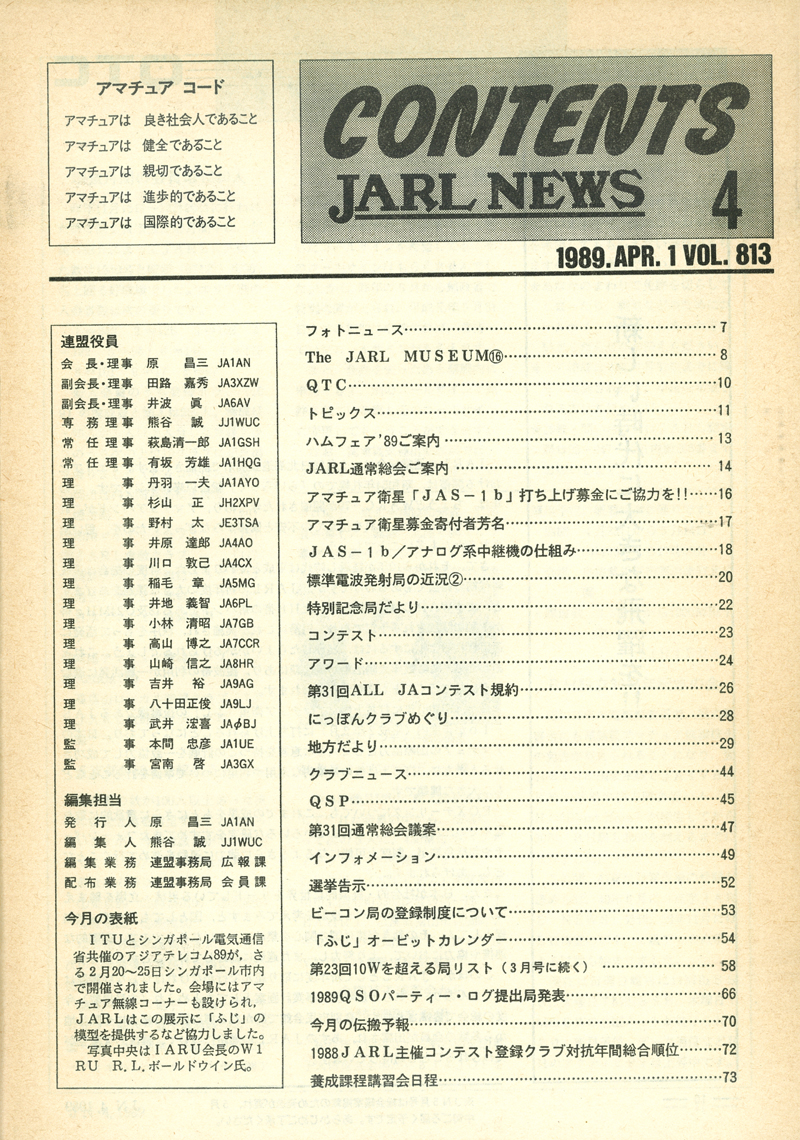 アマチュア コード
アマチュアは 良き社会人であること
アマチュアは 健全であること
アマチュアは 親切であること
アマチュアは 進歩的であること
アマチュアは 国際的であること
CONTENTS
JARL NEWS 4
1989.APR. 1 VOL. 813
連盟役員
会長・理事 原 昌三 JA1AN
副会長・理事 田路 嘉秀 JA3XZW
副会長・理事 井波 眞 JA6AV
専務理事 熊谷 誠 JJ1WUC
常任理事 萩島清一郎 JA1GSH
常任理事 有坂 芳雄 JA1HQG
理事 丹羽 一夫 JA1AYO
理事 杉山 正 JH2XPV
理事 野村 太 JE3TSA
理事 井原 達郎 JA4AO
理事 川口 敦己 JA4CX
理事 稲毛 章 JA5MG
理事 井地 義智 JA6PL
理事 小林 清昭 JA7GB
理事 高山 博之 JA7CCR
理事 山崎 信之 JA8HR
理事 吉井 裕 JA9AG
理事 八十田正俊 JA9LJ
理事 武井 浤喜 JAφBJ
監事 本間 忠彦 JA1UE
監事 宮南 啓 JA3GX
編集担当
発行人 原 昌三 JA1AN
編集人 熊谷 誠 JJ1WUC
編集業務 連盟事務局 広報課
配布業務 連盟事務局 会員課
今月の表紙
ITUとシンガポール電気通信
省共催のアジアテレコム89が，さ
る2月20〜25日シンガポール市内
で開催されました。会場にはアマ
チュア無線コーナーも設けられ，
JARLはこの展示に「ふじ」の
模型を提供するなど協力しました。
写真中央はIARU会長のW1
RU R.L.ボールドウイン氏。
フォトニュース……7
The JARL MUSEUM⑯……8
QTC……10
トピックス……11
ハムフェア'89ご案内……13
JARL通常総会ご案内……14
アマチュア衛星「JAS−1b」打ち上げ募金にご協力を!!……16
アマチュア衛星募金寄付者芳名……17
JAS−1b／アナログ系中継機の仕組み……18
標準電波発射局の近況②……20
特別記念局だより……22
コンテスト……23
アワード……24
第31回ALL JAコンテスト規約……26
にっぽんクラブめぐり……28
地方だより……29
クラブニュース……44
QSP……45
第31回通常総会議案……47
インフォメーション……49
選挙告示……52
ビーコン局の登録制度について……53
「ふじ」オービットカレンダー……54
第23回10Wを超える局リスト（3月号に続く）……58
1989QSOパーティー・ログ提出局発表……66
今月の伝搬予報……70
1988JARL主催コンテスト登録クラブ対抗年間総合順位……72
養成課程講習会日程……73